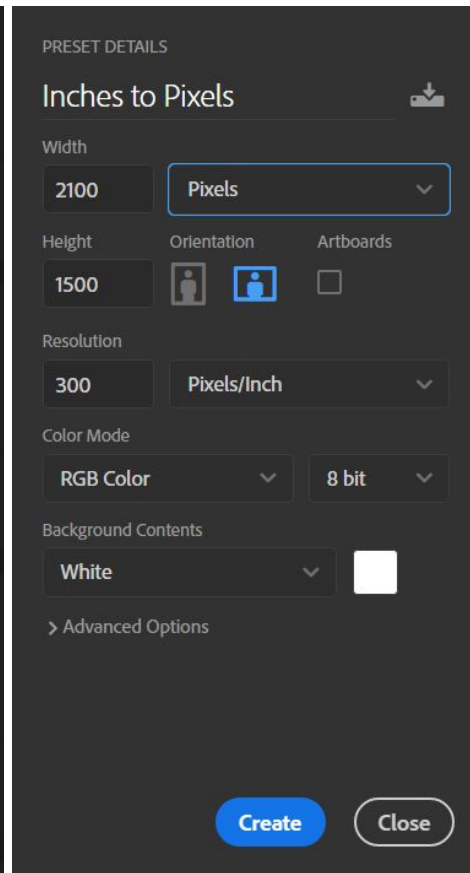 PRESET DETAILS
Inches to Pixels
Width
2100 Pixels
Height Orientation Artboards
1500
Resolution
300 Pixels/Inch
Color Mode
RGB Color 8 bit
Background Contents
White
Advanced Options
Create Close